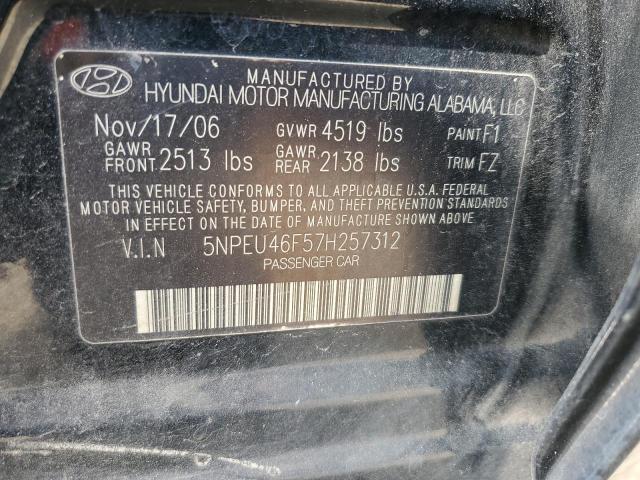 MANUFACTURED BY
HYUNDAI MOTOR MANUFACTURING ALABAMA, LLC
Nov/17/06 GVWR 4519 lbs PAINT F1
GAWR FRONT 2513 lbs GAWR REAR 2138 lbs TRIM FZ
THIS VEHICLE CONFORMS TO ALL APPLICABLE U.S.A. FEDERAL
MOTOR VEHICLE SAFETY, BUMPER, AND THEFT PREVENTION STANDARDS
IN EFFECT ON THE DATE OF MANUFACTURE SHOWN ABOVE.
V.I.N 5NPEU46F57H257312
PASSENGER CAR